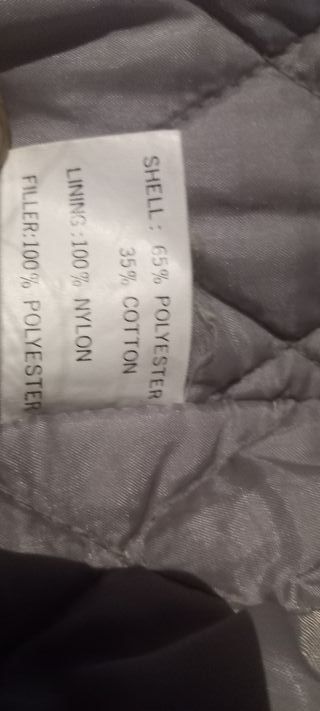 SHELL: 65% POLYESTER
35% COTTON
LINING:100% NYLON
FILLER:100% POLYESTER